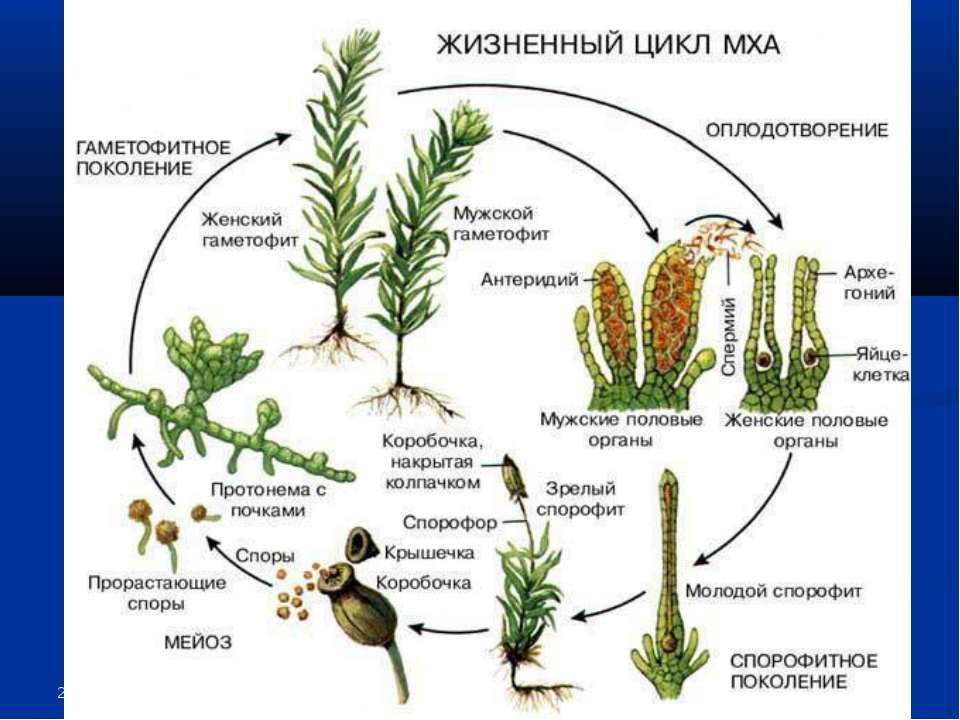 ЖИЗНЕННЫЙ ЦИКЛ МХА
ГАМЕТОФИТНОЕ
ПОКОЛЕНИЕ
ОПЛОДОТВОРЕНИЕ
Женский
гаметофит
Мужской
гаметофит
Антеридий
Спермий
Архе-
гоний
Яйце-
клетка
Мужские половые
органы
Женские половые
органы
Коробочка,
накрытая
колпачком
Зрелый
спорофит
Спорофор
Протонема с
почками
Споры
Крышечка
Коробочка
Прорастающие
споры
Молодой спорофит
МЕЙОЗ
СПОРОФИТНОЕ
ПОКОЛЕНИЕ
2